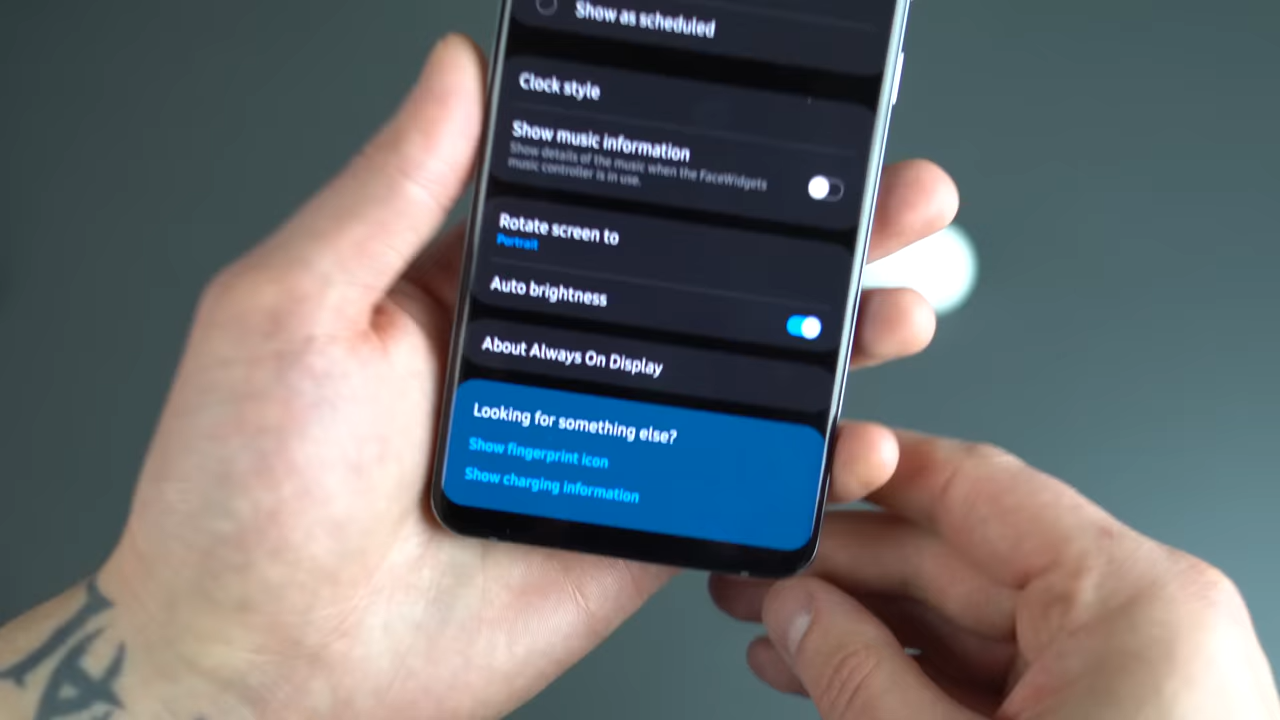 Show as scheduled
Clock style
Show music information
Show details of the music when the FaceWidgets
music controller is in use.
Rotate screen to
Portrait
Auto brightness
About Always On Display
Looking for something else?
Show fingerprint icon
Show charging information